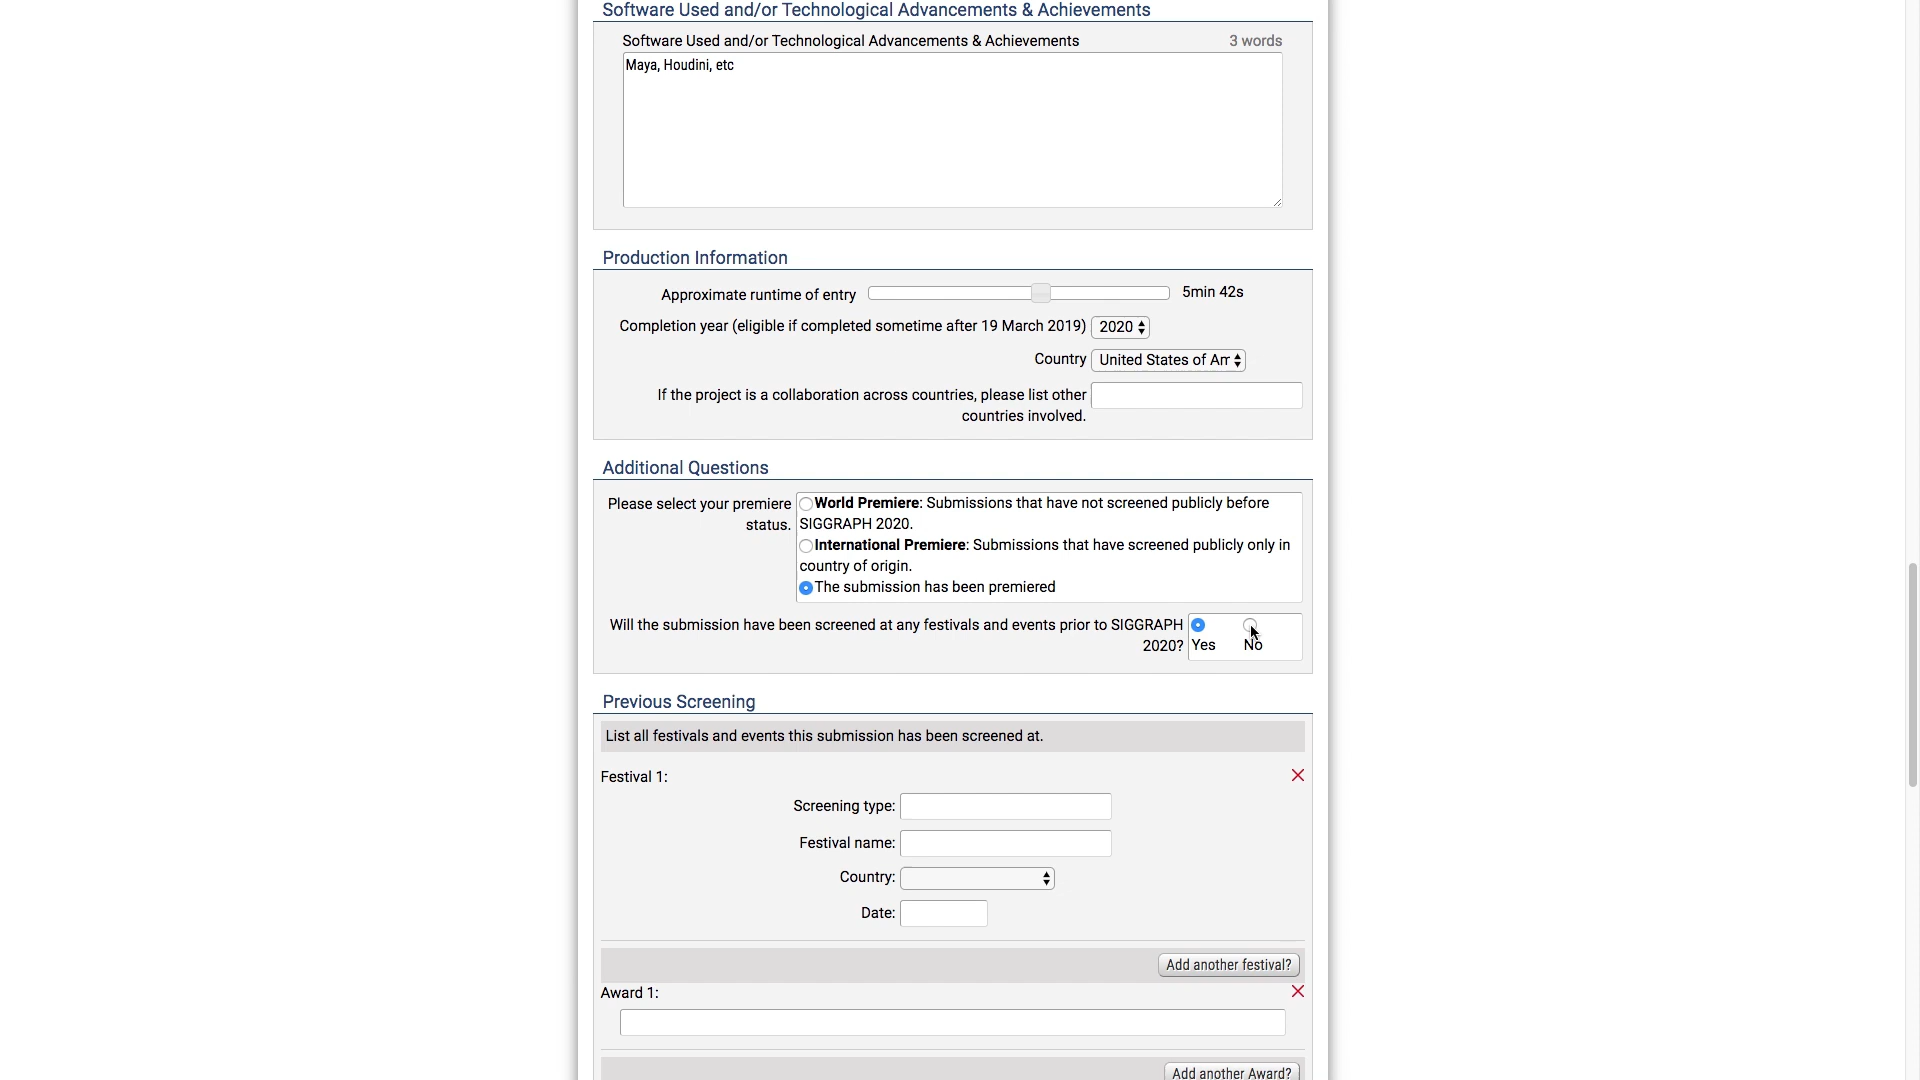 Software Used and/or Technological Advancements & Achievements
Software Used and/or Technological Advancements & Achievements 3 words
Maya, Houdini, etc
Production Information
Approximate runtime of entry 5min 42s
Completion year (eligible if completed sometime after 19 March 2019) 2020
Country United States of Am
If the project is a collaboration across countries, please list other
countries involved.
Additional Questions
Please select your premiere World Premiere: Submissions that have not screened publicly before
status. SIGGRAPH 2020.
International Premiere: Submissions that have screened publicly only in
country of origin.
The submission has been premiered
Will the submission have been screened at any festivals and events prior to SIGGRAPH
2020? Yes No
Previous Screening
List all festivals and events this submission has been screened at.
Festival 1:
Screening type:
Festival name:
Country:
Date:
Add another festival?
Award 1:
Add another Award?